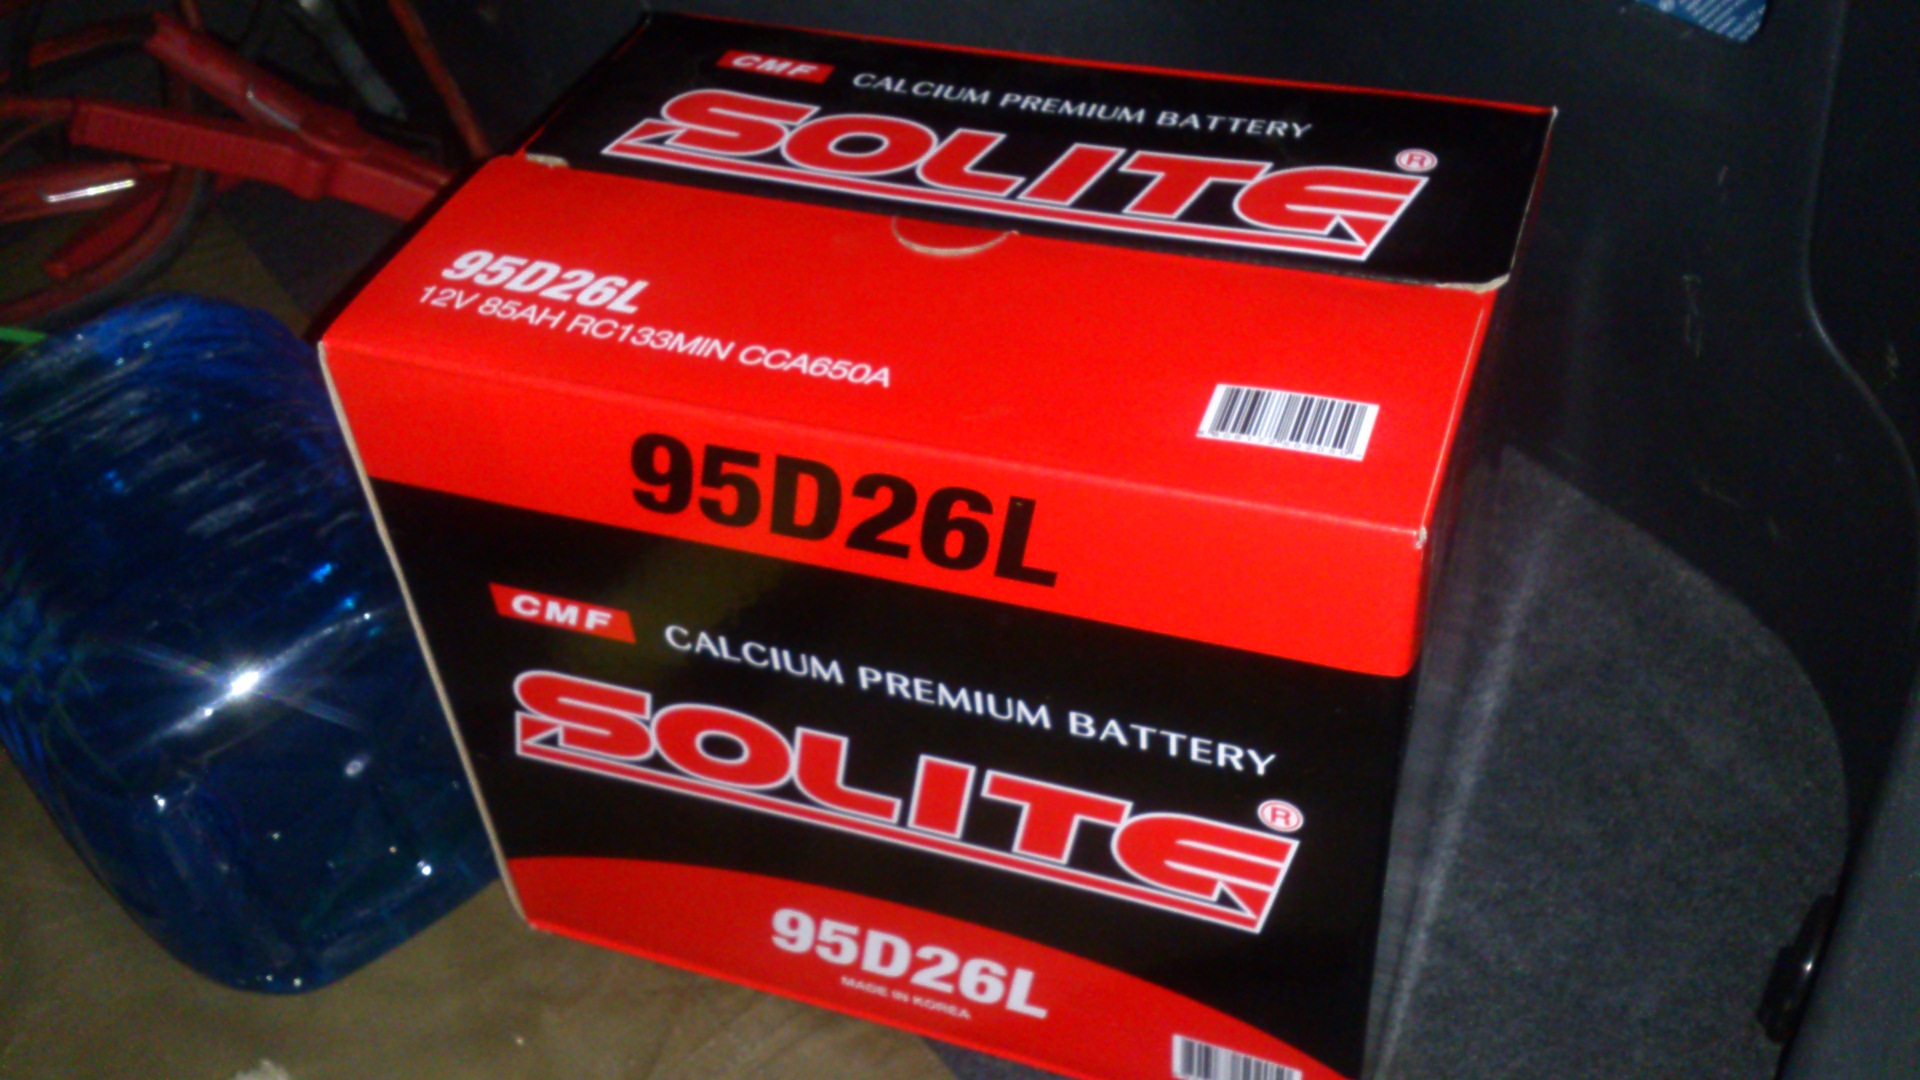 CMF CALCIUM PREMIUM BATTERY
SOLITE ®
95D26L
12V 85AH RC133MIN CCA650A
95D26L
CMF CALCIUM PREMIUM BATTERY
SOLITE ®
95D26L
MADE IN KOREA